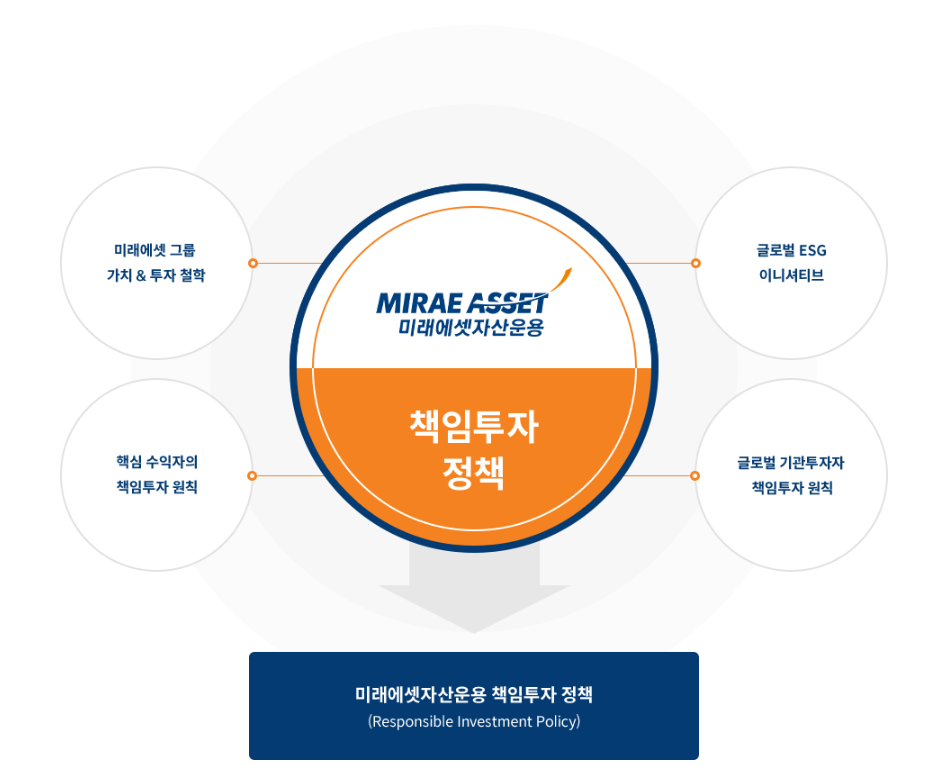 미래에셋 그룹
가치 & 투자 철학
글로벌 ESG
이니셔티브
MIRAE ASSET
미래에셋자산운용
책임투자
정책
핵심 수익자의
책임투자 원칙
글로벌 기관투자자
책임투자 원칙
미래에셋자산운용 책임투자 정책
(Responsible Investment Policy)